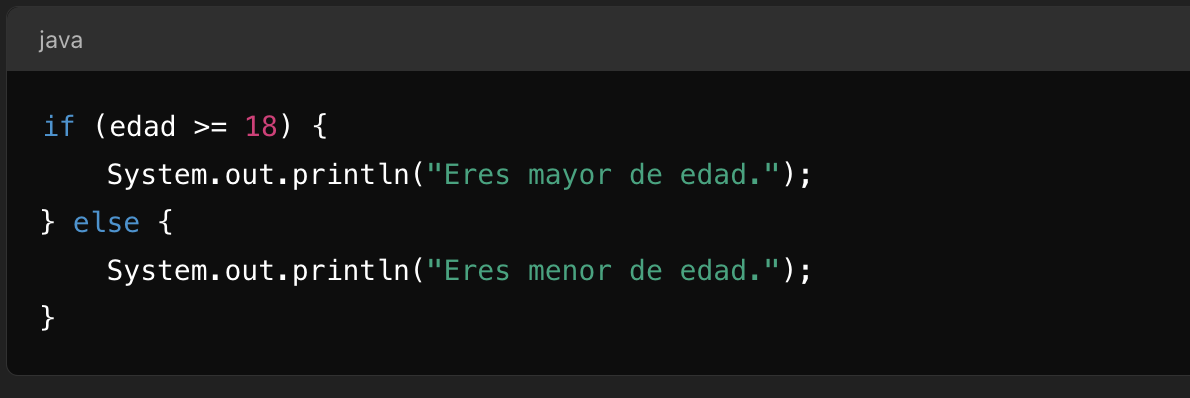 java
if (edad >= 18) {
    System.out.println("Eres mayor de edad.");
} else {
    System.out.println("Eres menor de edad.");
}